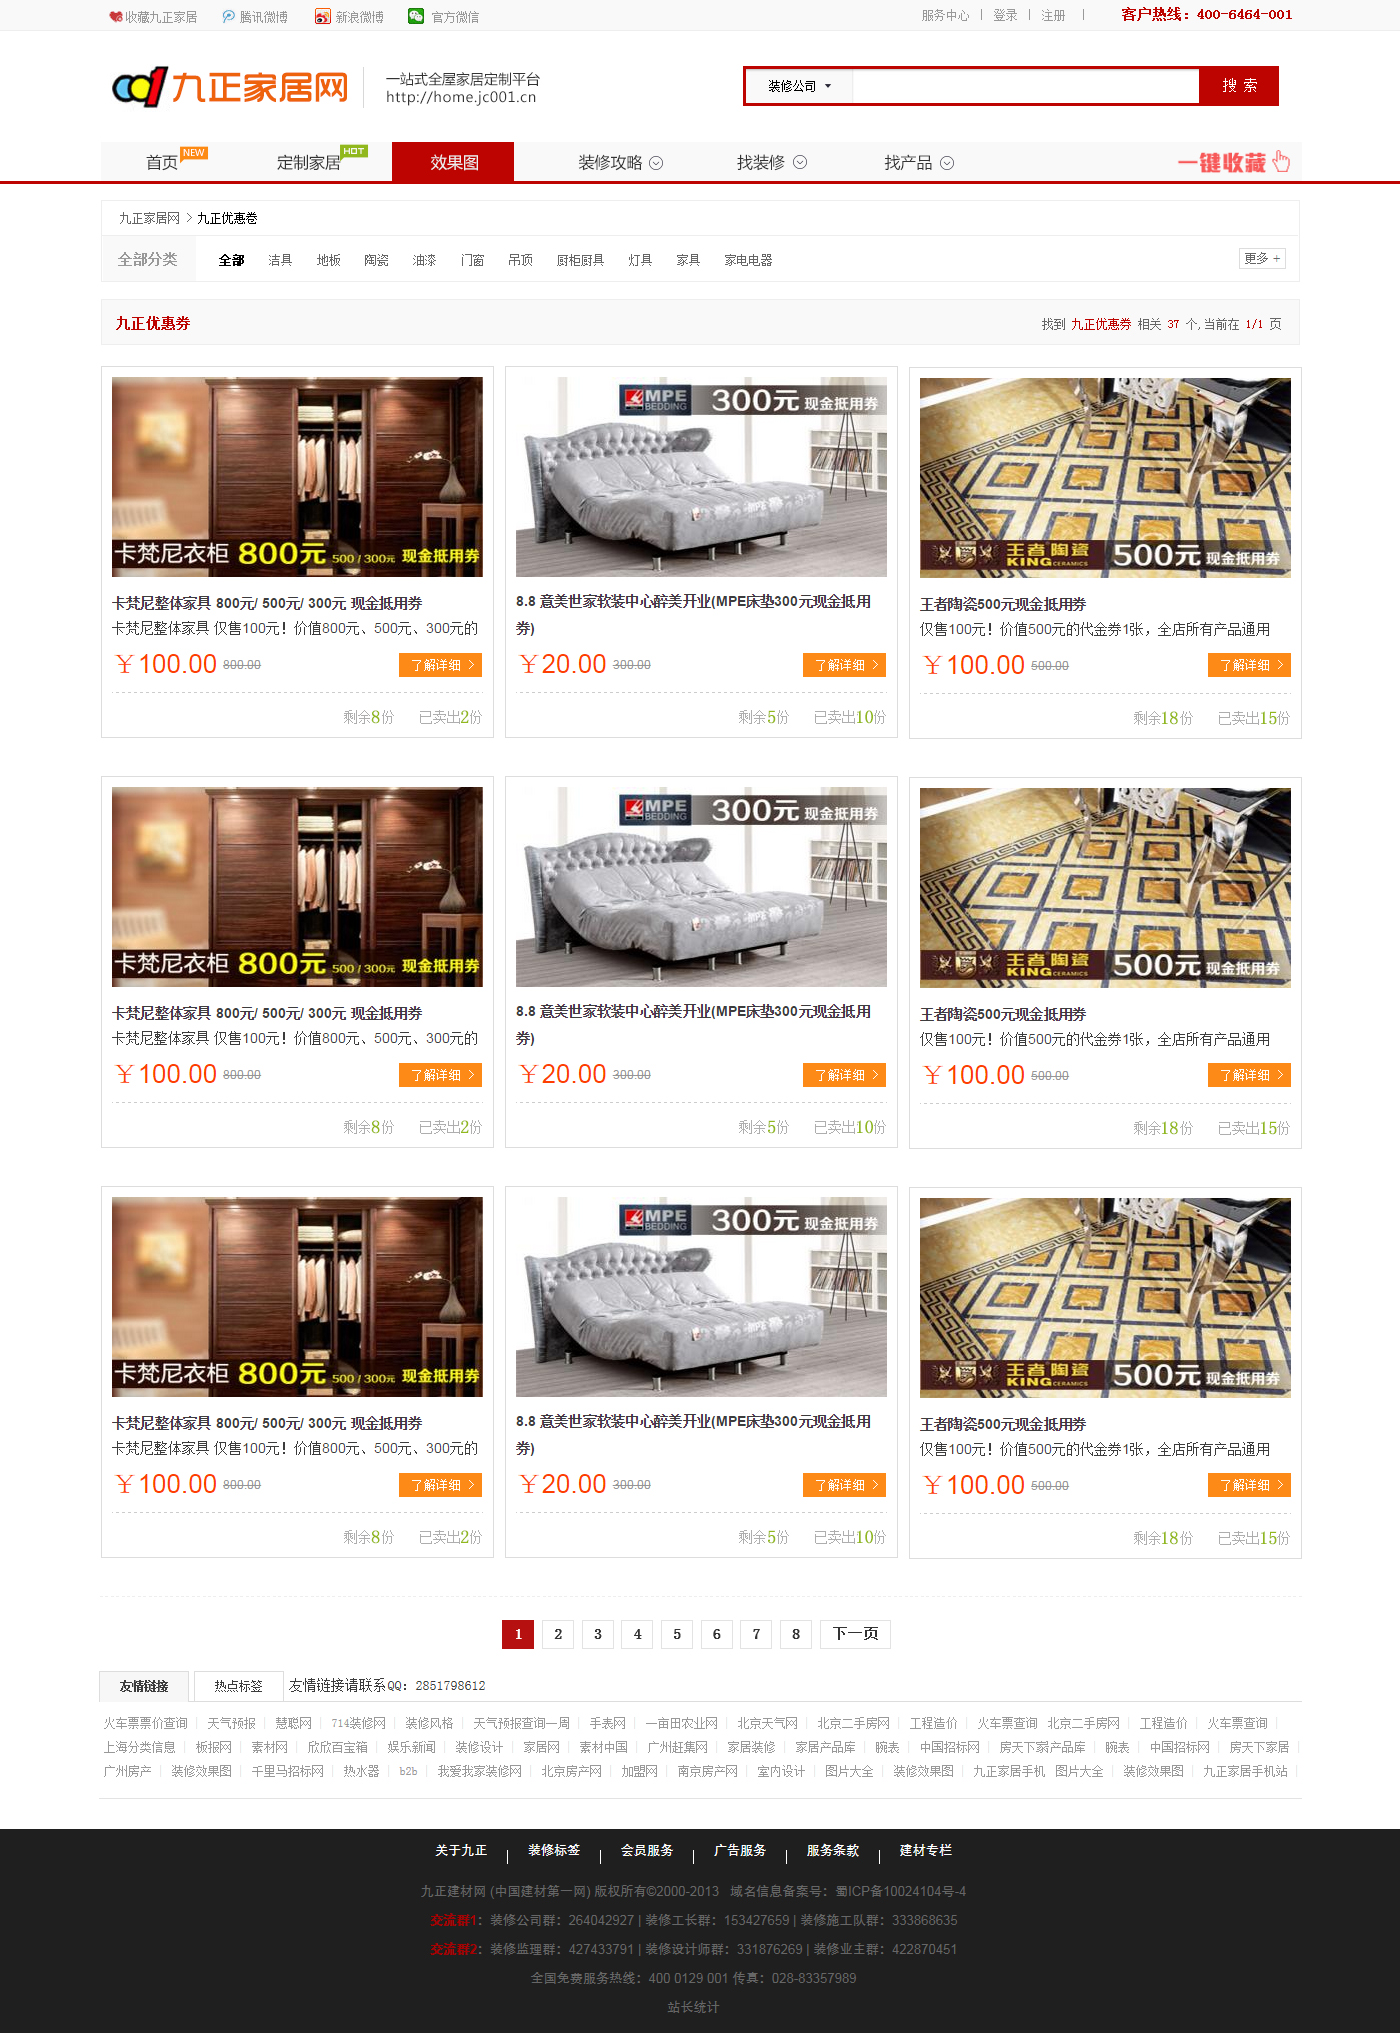 收藏九正家居 腾讯微博 新浪微博 官方微信 服务中心 | 登录 | 注册 | 客户热线：400-6464-001
九正家居网 一站式全屋家居定制平台
http://home.jc001.cn
装修公司 搜 索
首页 NEW 定制家居 HOT 效果图 装修攻略 找装修 找产品 一键收藏
九正家居网 > 九正优惠卷
全部分类 全部 洁具 地板 陶瓷 油漆 门窗 吊顶 厨柜厨具 灯具 家具 家电电器 更多 +
九正优惠券 找到 九正优惠券 相关 37 个,当前在 1/1 页
卡梵尼衣柜 800元 500元 / 300元 现金抵用券
MPE BEDDING 300元 现金抵用券
王者陶瓷 KING CERAMICS 500元 现金抵用券
卡梵尼整体家具 800元/ 500元/ 300元 现金抵用券
卡梵尼整体家具 仅售100元！价值800元、500元、300元的
￥100.00 800.00 了解详细 >
剩余8份 已卖出2份
8.8 意美世家软装中心醉美开业(MPE床垫300元现金抵用
券)
￥20.00 300.00 了解详细 >
剩余5份 已卖出10份
王者陶瓷500元现金抵用券
仅售100元！价值500元的代金券1张，全店所有产品通用
￥100.00 500.00 了解详细 >
剩余18份 已卖出15份
卡梵尼衣柜 800元 500元 / 300元 现金抵用券
MPE BEDDING 300元 现金抵用券
王者陶瓷 KING CERAMICS 500元 现金抵用券
卡梵尼整体家具 800元/ 500元/ 300元 现金抵用券
卡梵尼整体家具 仅售100元！价值800元、500元、300元的
￥100.00 800.00 了解详细 >
剩余8份 已卖出2份
8.8 意美世家软装中心醉美开业(MPE床垫300元现金抵用
券)
￥20.00 300.00 了解详细 >
剩余5份 已卖出10份
王者陶瓷500元现金抵用券
仅售100元！价值500元的代金券1张，全店所有产品通用
￥100.00 500.00 了解详细 >
剩余18份 已卖出15份
卡梵尼衣柜 800元 500元 / 300元 现金抵用券
MPE BEDDING 300元 现金抵用券
王者陶瓷 KING CERAMICS 500元 现金抵用券
卡梵尼整体家具 800元/ 500元/ 300元 现金抵用券
卡梵尼整体家具 仅售100元！价值800元、500元、300元的
￥100.00 800.00 了解详细 >
剩余8份 已卖出2份
8.8 意美世家软装中心醉美开业(MPE床垫300元现金抵用
券)
￥20.00 300.00 了解详细 >
剩余5份 已卖出10份
王者陶瓷500元现金抵用券
仅售100元！价值500元的代金券1张，全店所有产品通用
￥100.00 500.00 了解详细 >
剩余18份 已卖出15份
1 2 3 4 5 6 7 8 下一页
友情链接 热点标签 友情链接请联系QQ：2851798612
火车票票价查询 | 天气预报 | 慧聪网 | 714装修网 | 装修风格 | 天气预报查询一周 | 手表网 | 一亩田农业网 | 北京天气网 | 北京二手房网 | 工程造价 | 火车票查询 北京二手房网 | 工程造价 | 火车票查询 |
上海分类信息 | 板报网 | 素材网 | 欣欣百宝箱 | 娱乐新闻 | 装修设计 | 家居网 | 素材中国 | 广州赶集网 | 家居装修 | 家居产品库 | 腕表 | 中国招标网 | 房天下家产品库 | 腕表 | 中国招标网 | 房天下家居 |
广州房产 | 装修效果图 | 千里马招标网 | 热水器 | b2b | 我爱我家装修网 | 北京房产网 | 加盟网 | 南京房产网 | 室内设计 | 图片大全 | 装修效果图 | 九正家居手机 图片大全 | 装修效果图 | 九正家居手机站 |
关于九正 | 装修标签 | 会员服务 | 广告服务 | 服务条款 | 建材专栏
九正建材网 (中国建材第一网) 版权所有©2000-2013 域名信息备案号：蜀ICP备10024104号-4
交流群1：装修公司群：264042927 | 装修工长群：153427659 | 装修施工队群：333868635
交流群2：装修监理群：427433791 | 装修设计师群：331876269 | 装修业主群：422870451
全国免费服务热线：400 0129 001 传真：028-83357989
站长统计